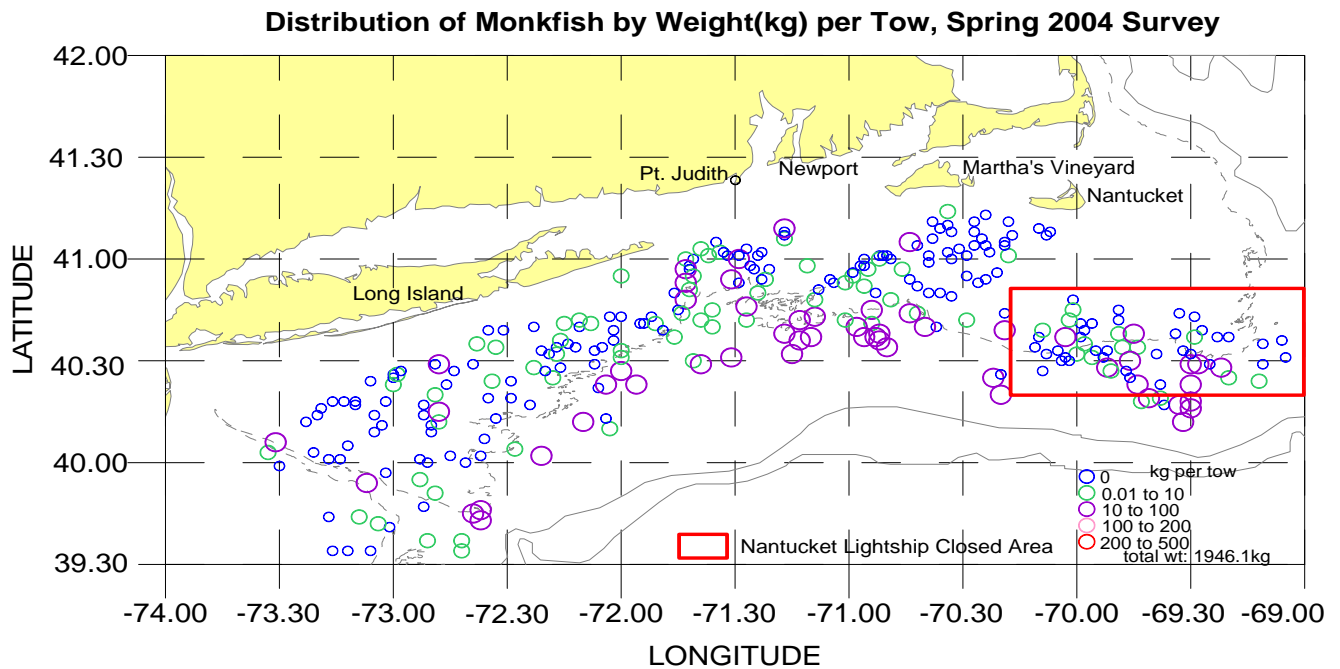 Distribution of Monkfish by Weight(kg) per Tow, Spring 2004 Survey
42.00
41.30
41.00
40.30
40.00
39.30
LATITUDE
Pt. Judith
Newport
Martha's Vineyard
Nantucket
Long Island
kg per tow
0
0.01 to 10
10 to 100
100 to 200
200 to 500
total wt: 1946.1kg
Nantucket Lightship Closed Area
-74.00 -73.30 -73.00 -72.30 -72.00 -71.30 -71.00 -70.30 -70.00 -69.30 -69.00
LONGITUDE